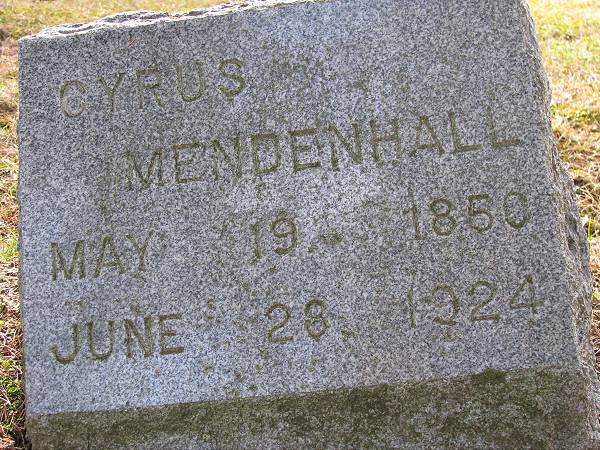 CYRUS
MENDENHALL
MAY 19. 1850
JUNE 28. 1924